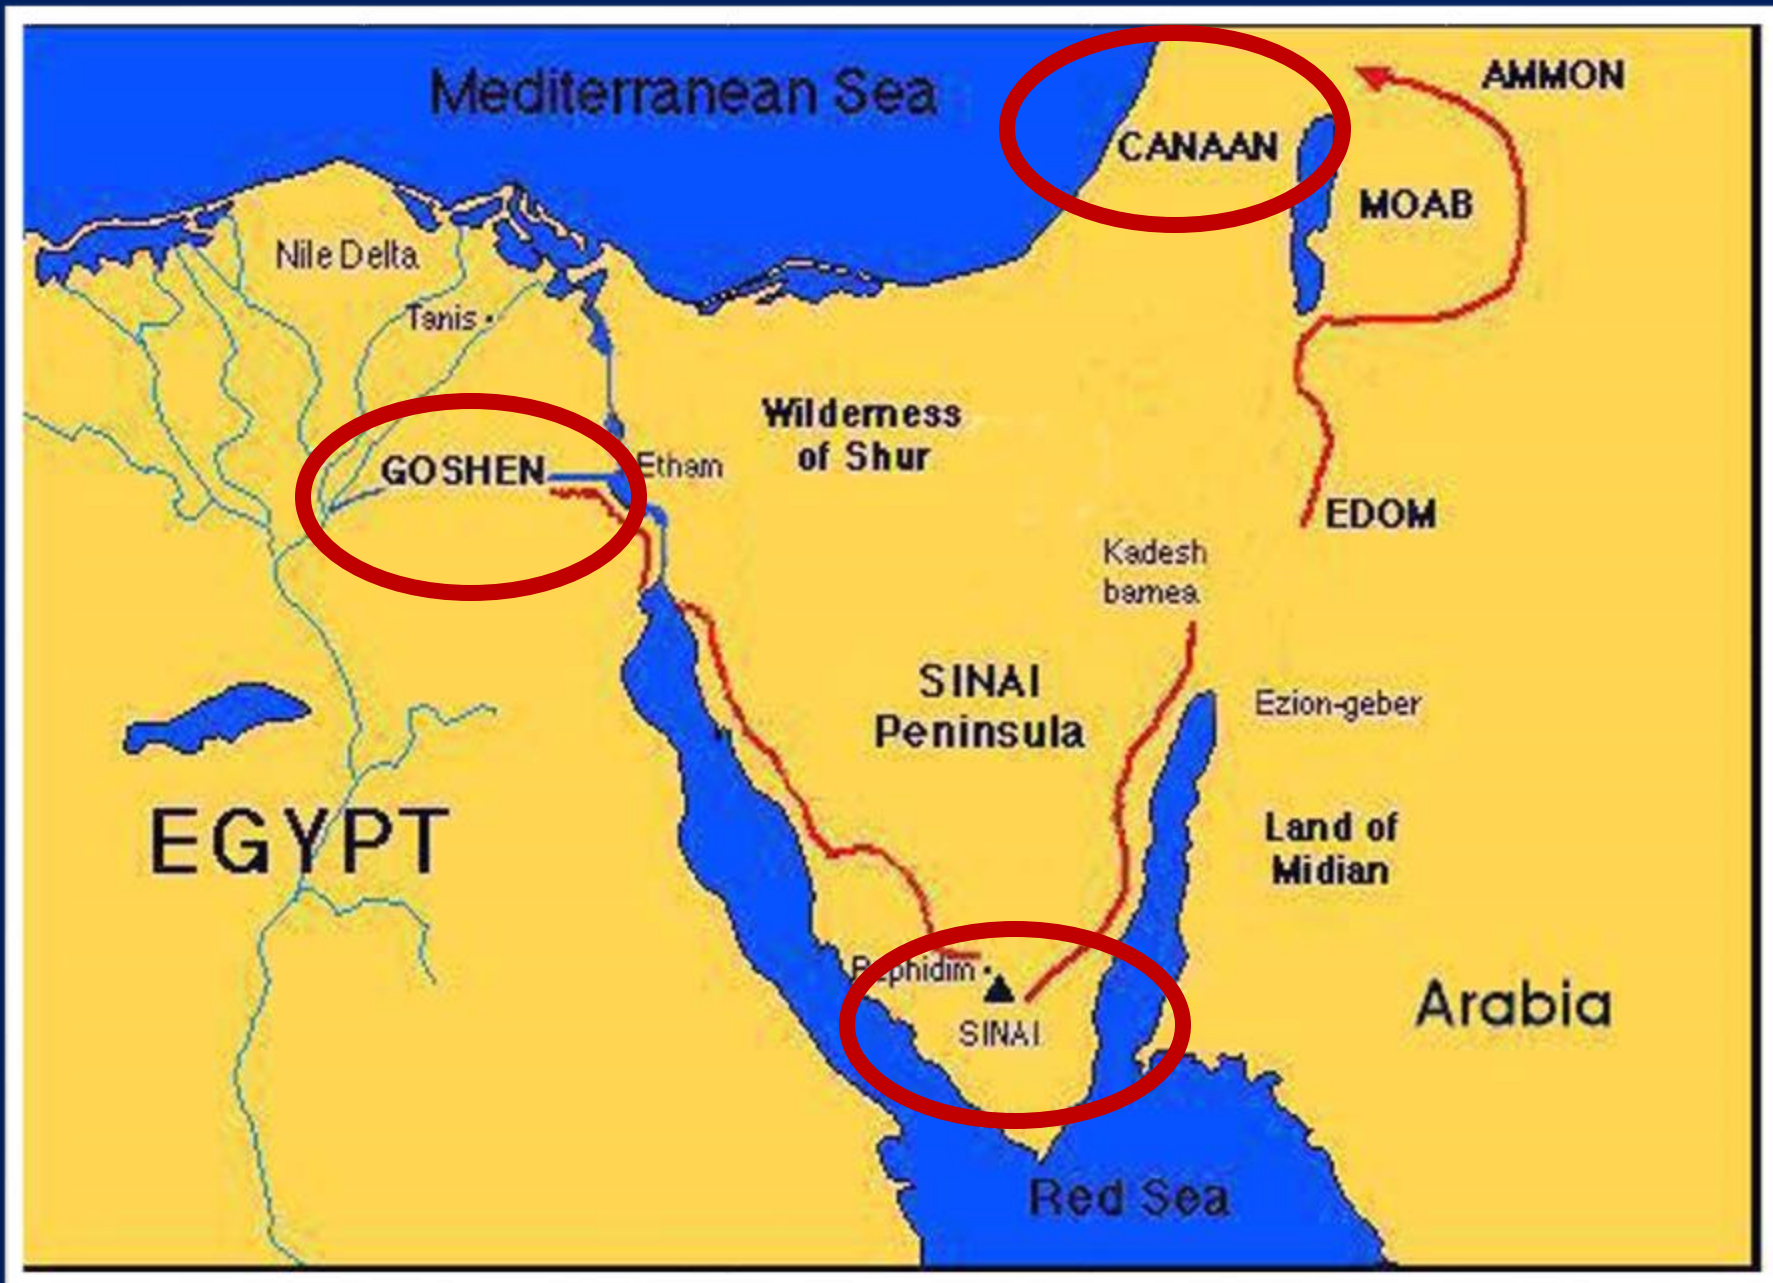 Mediterranean Sea
AMMON
CANAAN
MOAB
Nile Delta
Tanis
Wilderness
of Shur
GOSHEN
Etham
EDOM
Kadesh
barnea
SINAI
Peninsula
Ezion-geber
EGYPT
Land of
Midian
Rephidim
SINAI
Arabia
Red Sea